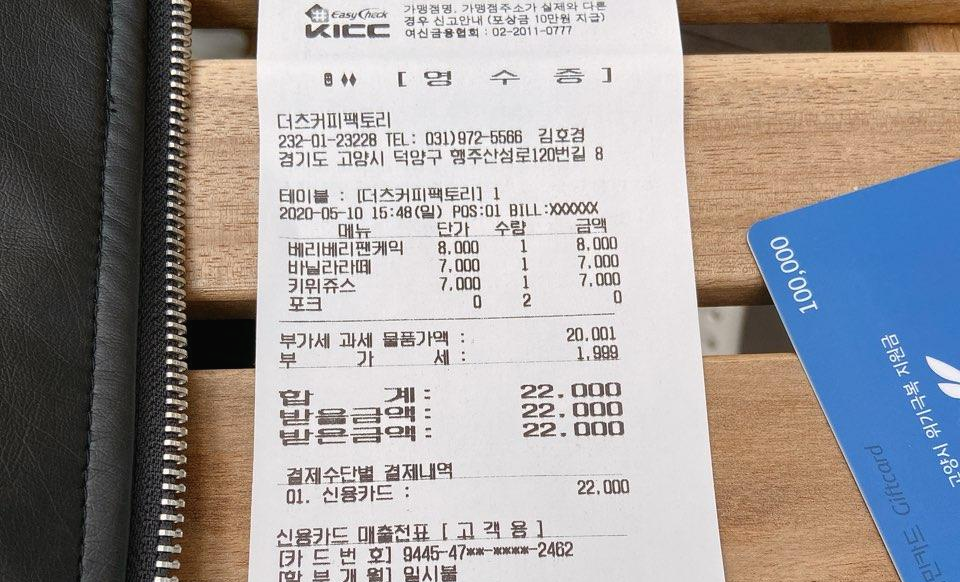 EasyCheck
KICC
가맹점명, 가맹점주소가 실제와 다른
경우 신고안내 (포상금 10만원 지급)
여신금융협회 : 02-2011-0777
[ 영 수 증 ]
더츠커피팩토리
232-01-23228 TEL: 031)972-5566 김호경
경기도 고양시 덕양구 행주산성로120번길 8
테이블 : [더츠커피팩토리] 1
2020-05-10 15:48(일) POS:01 BILL:XXXXXX
메뉴 단가 수량 금액
베리베리팬케익 8,000 1 8,000
바닐라라떼 7,000 1 7,000
키위쥬스 7,000 1 7,000
포크 0 2 0
부가세 과세 물품가액 : 20,001
부 가 세 : 1,999
합 계 : 22,000
받을금액 : 22,000
받은금액 : 22,000
결제수단별 결제내역
01. 신용카드 : 22,000
신용카드 매출전표 [ 고 객 용 ]
[카 드 번 호] 9445-47**-****-2462
[할 부 개 월] 일시불
100,000
고양시 위기극복 지원금
Giftcard